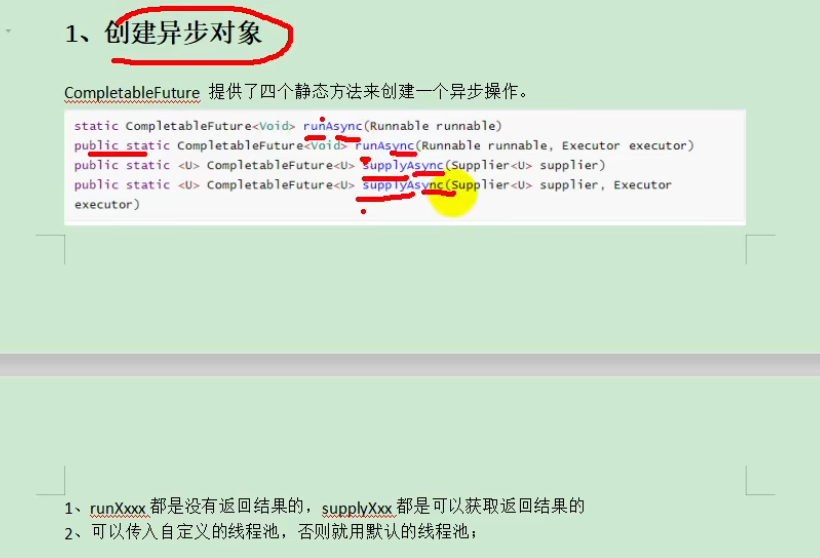 1、创建异步对象
CompletableFuture 提供了四个静态方法来创建一个异步操作。
static CompletableFuture<Void> runAsync(Runnable runnable)
public static CompletableFuture<Void> runAsync(Runnable runnable, Executor executor)
public static <U> CompletableFuture<U> supplyAsync(Supplier<U> supplier)
public static <U> CompletableFuture<U> supplyAsync(Supplier<U> supplier, Executor
executor)
1、runXxxx 都是没有返回结果的，supplyXxx 都是可以获取返回结果的
2、可以传入自定义的线程池，否则就用默认的线程池；